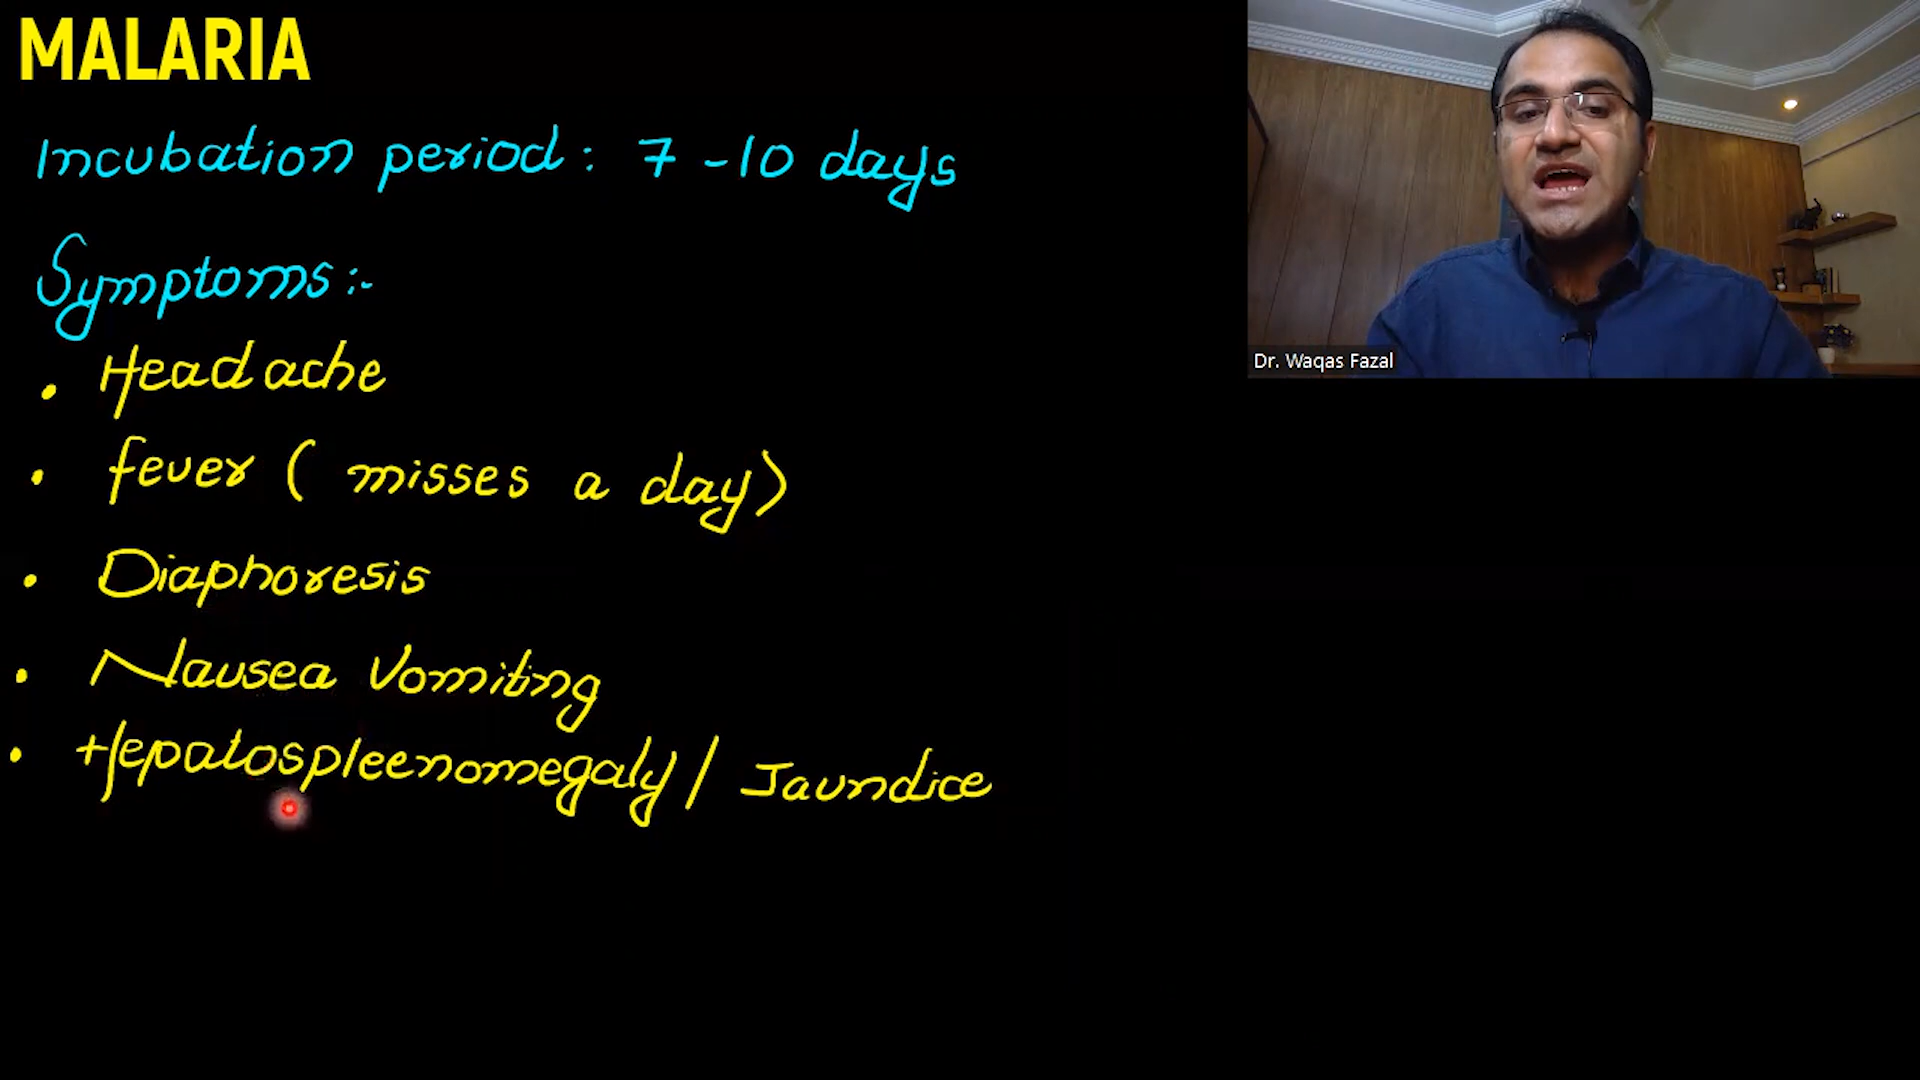 MALARIA
Incubation period: 7-10 days
Symptoms:-
• Headache
• fever (misses a day)
• Diaphoresis
• Nausea Vomiting
• Hepatospleenomegaly / Jaundice
Dr. Waqas Fazal